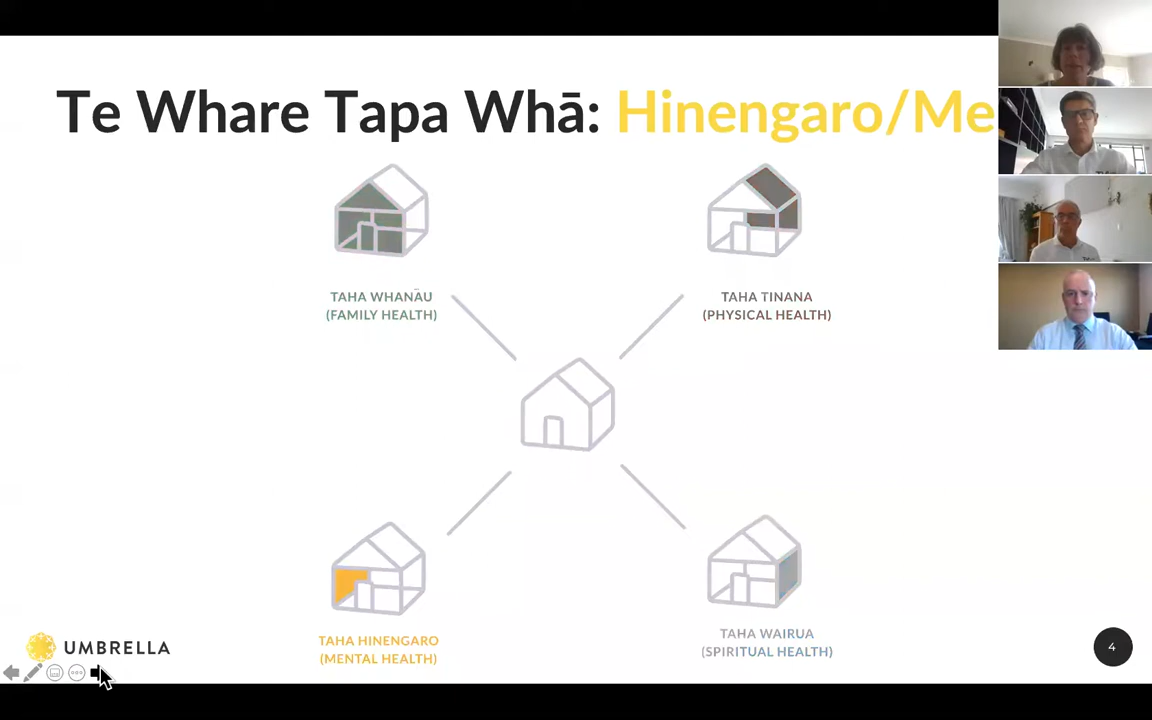 Te Whare Tapa Whā: Hinengaro/Me
TAHA WHANĀU
(FAMILY HEALTH)
TAHA TINANA
(PHYSICAL HEALTH)
TAHA HINENGARO
(MENTAL HEALTH)
TAHA WAIRUA
(SPIRITUAL HEALTH)
UMBRELLA
4